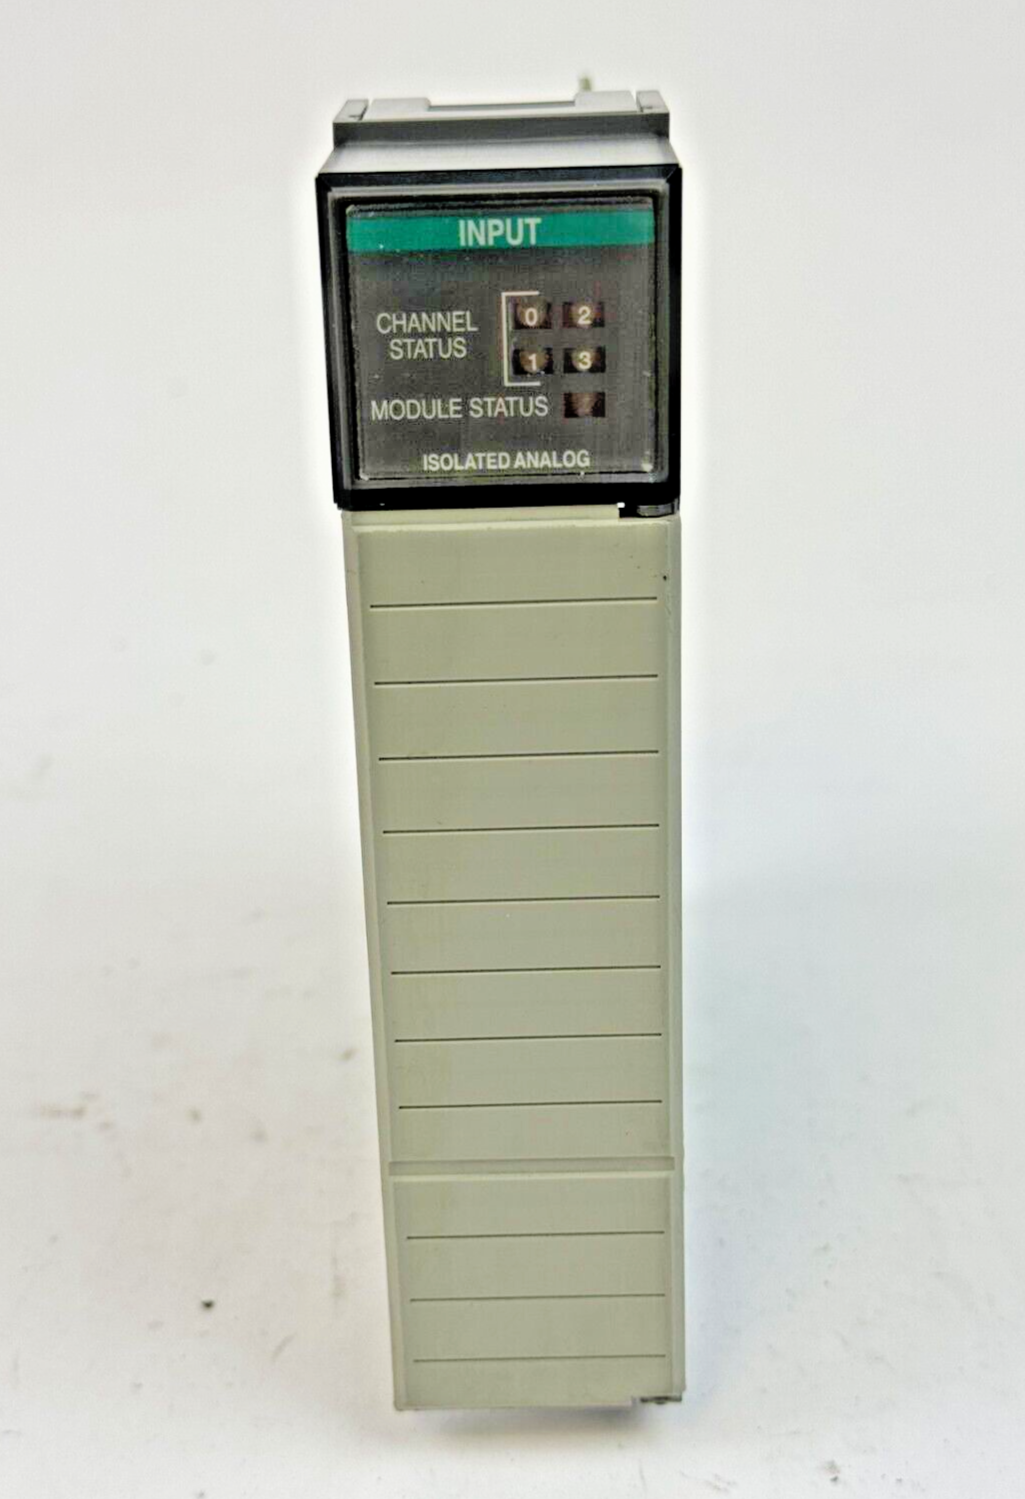 INPUT
CHANNEL
STATUS
0 2
1 3
MODULE STATUS
ISOLATED ANALOG